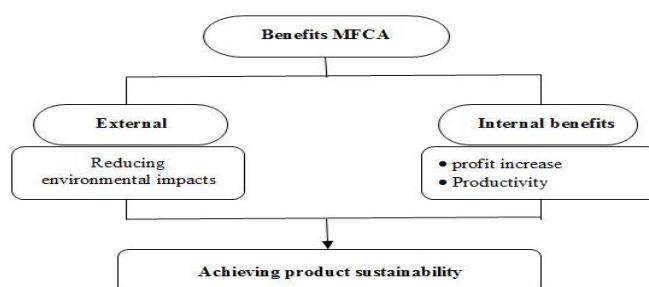 Benefits MFCA
External
Internal benefits
Reducing
environmental impacts
• profit increase
• Productivity
Achieving product sustainability